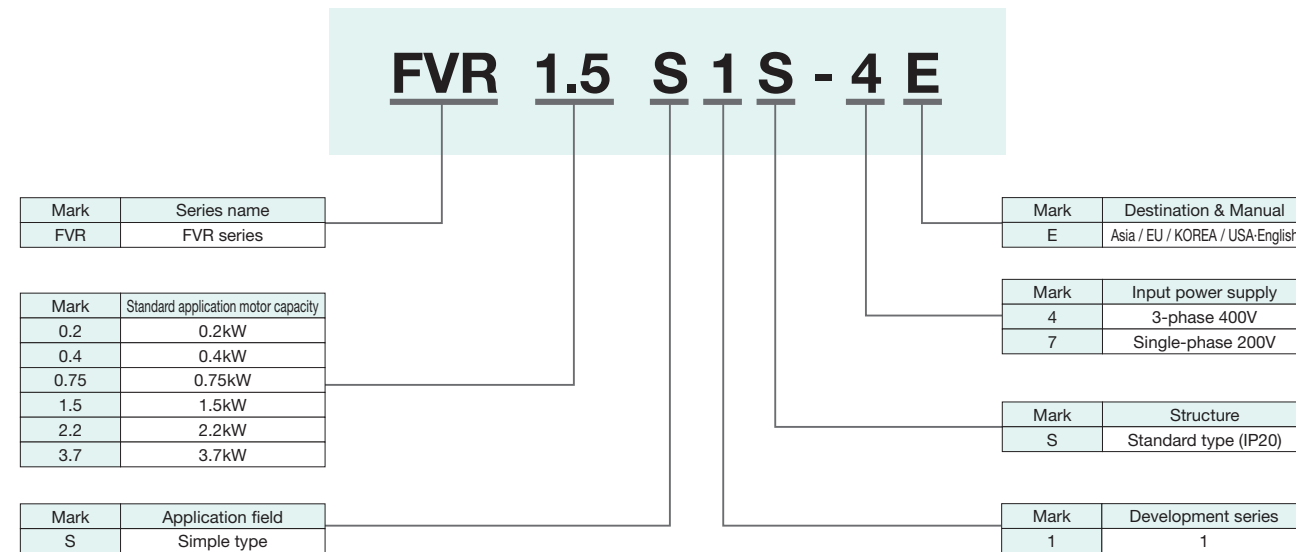 FVR 1.5 S 1 S - 4 E
Mark Series name
FVR FVR series
Mark Standard application motor capacity
0.2 0.2kW
0.4 0.4kW
0.75 0.75kW
1.5 1.5kW
2.2 2.2kW
3.7 3.7kW
Mark Application field
S Simple type
Mark Destination & Manual
E Asia / EU / KOREA / USA·English
Mark Input power supply
4 3-phase 400V
7 Single-phase 200V
Mark Structure
S Standard type (IP20)
Mark Development series
1 1